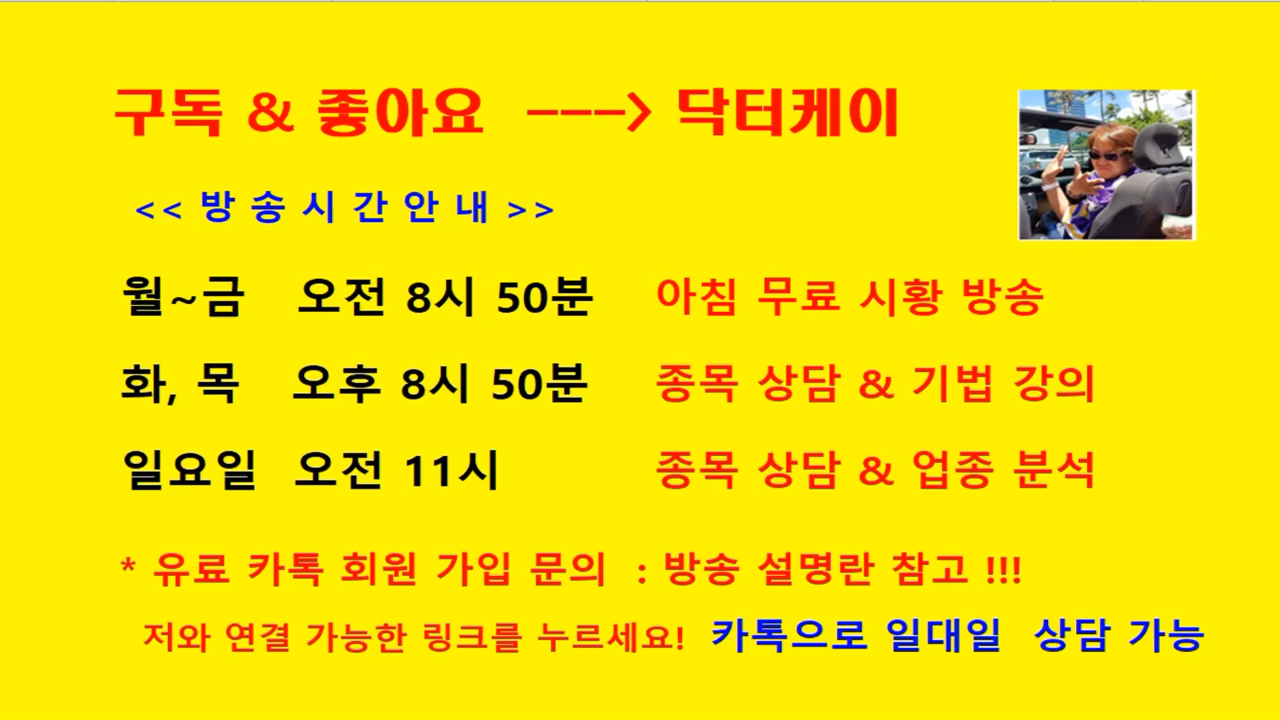 구독 & 좋아요 ---> 닥터케이
<< 방 송 시 간 안 내 >>
월~금 오전 8시 50분 아침 무료 시황 방송
화, 목 오후 8시 50분 종목 상담 & 기법 강의
일요일 오전 11시 종목 상담 & 업종 분석
* 유료 카톡 회원 가입 문의 : 방송 설명란 참고 !!!
저와 연결 가능한 링크를 누르세요! 카톡으로 일대일 상담 가능